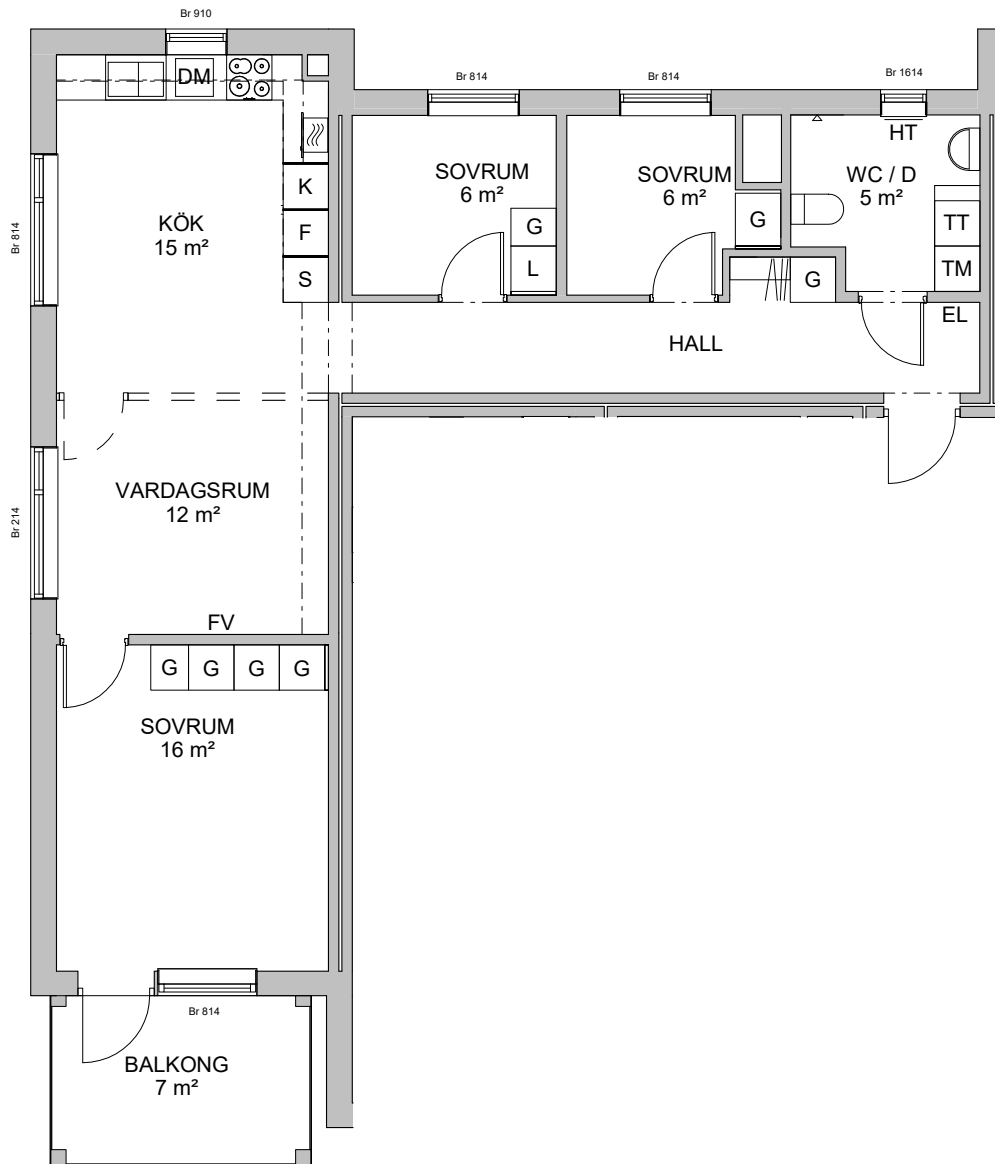 Br 910
DM
Br 814
Br 814
Br 1614
HT
SOVRUM
6 m²
SOVRUM
6 m²
WC / D
5 m²
K
F
S
G
L
G
G
TT
TM
KÖK
15 m²
Br 814
EL
HALL
VARDAGSRUM
12 m²
Br 214
FV
G
G
G
G
SOVRUM
16 m²
Br 814
BALKONG
7 m²